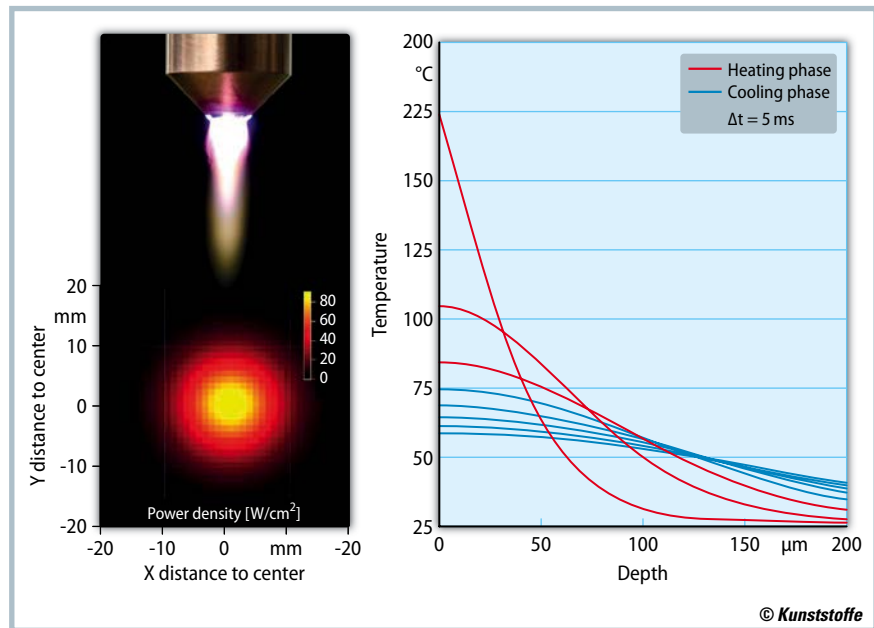 20
mm
10
0
-10
-20
Y distance to center
80
60
40
20
0
Power density [W/cm²]
-20
-10
0
mm
-20
X distance to center
200
°C
225
150
125
100
75
50
25
Temperature
Heating phase
Cooling phase
Δt = 5 ms
0
50
100
150
µm
200
Depth
© Kunststoffe